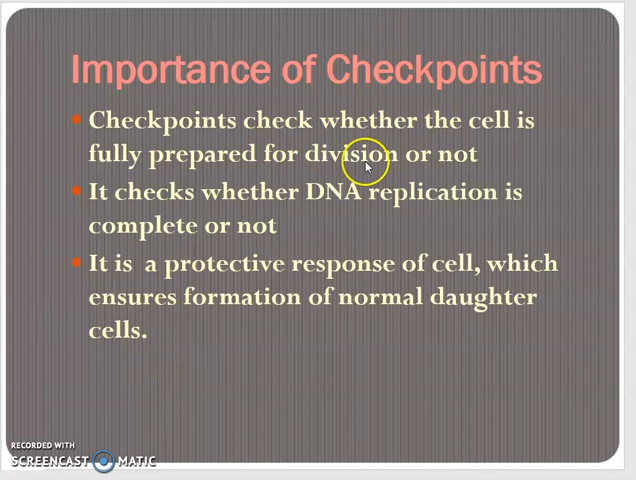 Importance of Checkpoints
Checkpoints check whether the cell is
fully prepared for division or not
It checks whether DNA replication is
complete or not
It is a protective response of cell, which
ensures formation of normal daughter
cells.
RECORDED WITH
SCREENCAST MATIC